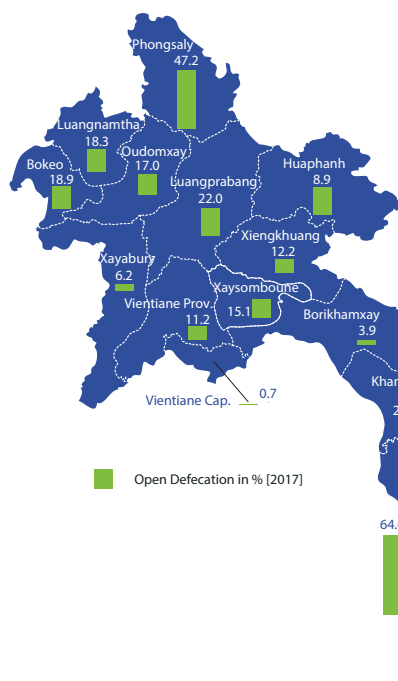 Phongsaly
47.2
Luangnamtha
18.3
Oudomxay
17.0
Bokeo
18.9
Luangprabang
22.0
Huaphanh
8.9
Xiengkhuang
12.2
Xayabury
6.2
Xaysomboune
15.1
Vientiane Prov.
11.2
Borikhamxay
3.9
Vientiane Cap.
0.7
Open Defecation in % [2017]